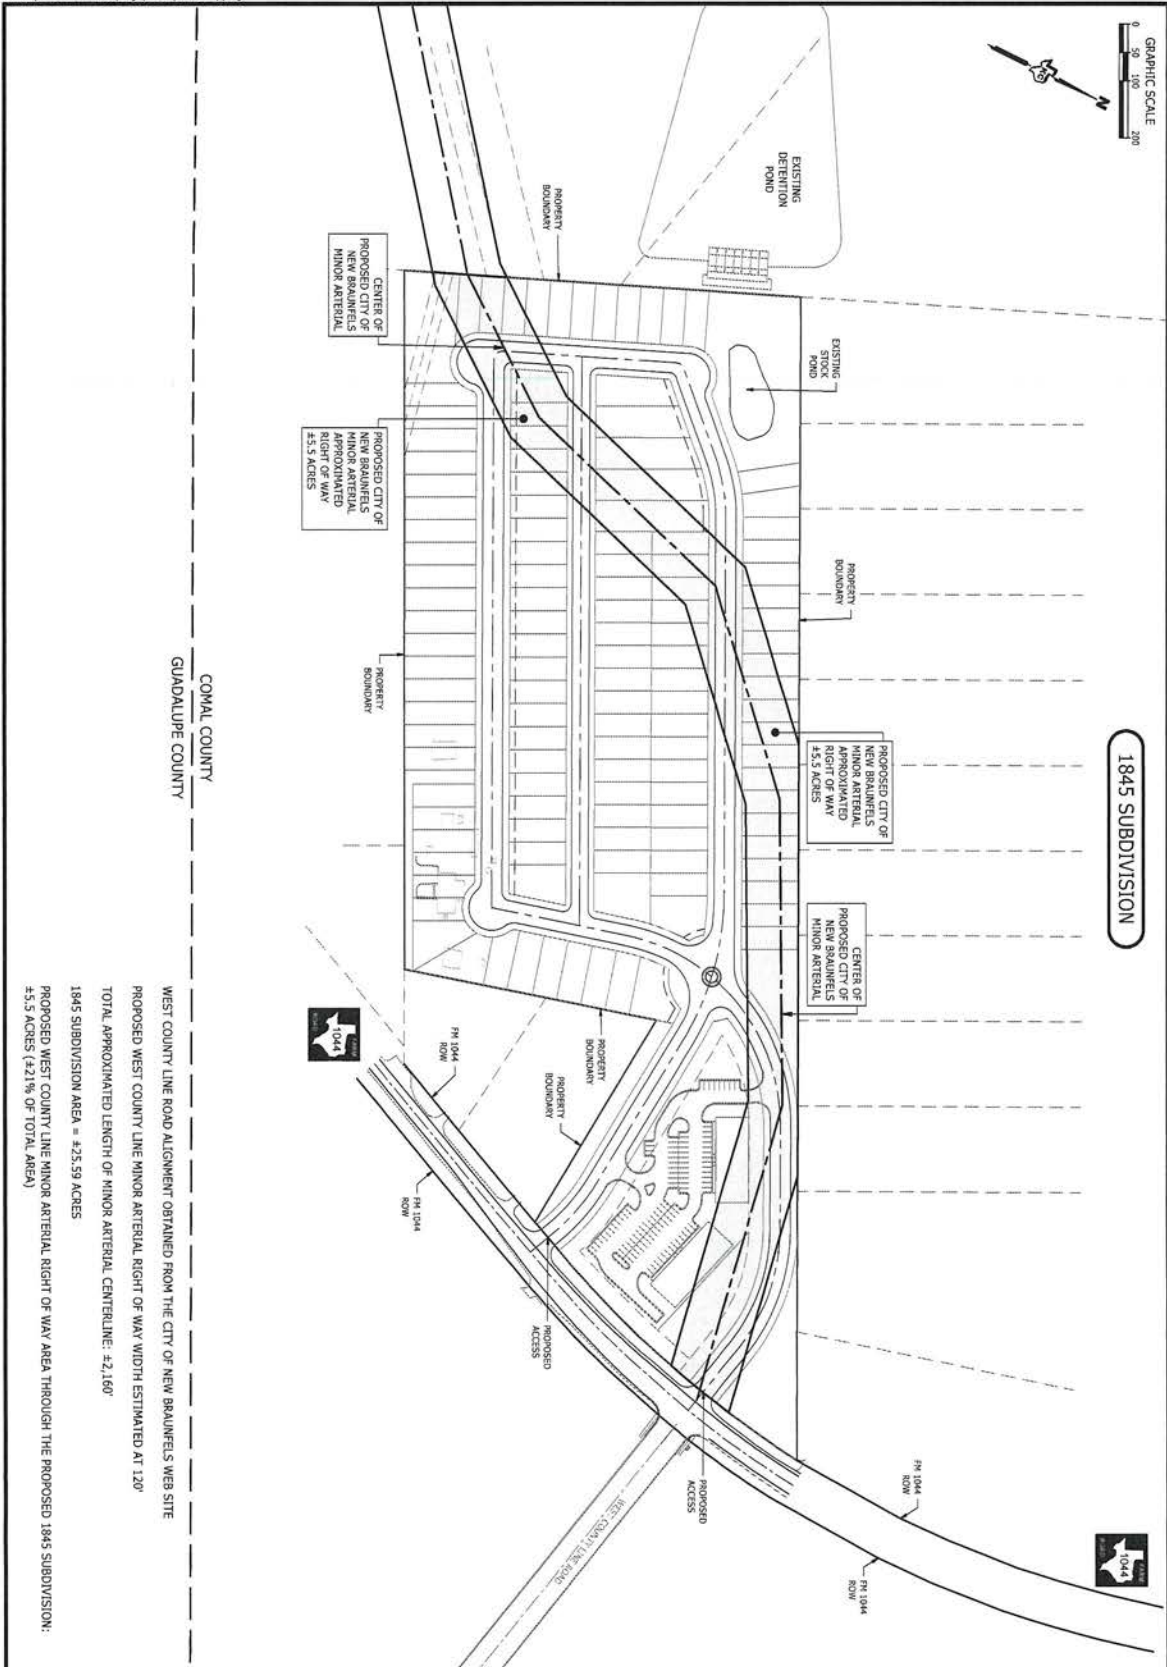 GRAPHIC SCALE
0 50 100 200
N
1845 SUBDIVISION
FARM
1044
ROAD
EXISTING
DETENTION
POND
PROPERTY
BOUNDARY
EXISTING
STOCK
POND
PROPERTY
BOUNDARY
PROPOSED CITY OF
NEW BRAUNFELS
MINOR ARTERIAL
APPROXIMATED
RIGHT OF WAY
±5.5 ACRES
CENTER OF
PROPOSED CITY OF
NEW BRAUNFELS
MINOR ARTERIAL
FM 1044
ROW
FM 1044
ROW
CENTER OF
PROPOSED CITY OF
NEW BRAUNFELS
MINOR ARTERIAL
PROPOSED CITY OF
NEW BRAUNFELS
MINOR ARTERIAL
APPROXIMATED
RIGHT OF WAY
±5.5 ACRES
PROPERTY
BOUNDARY
PROPERTY
BOUNDARY
PROPERTY
BOUNDARY
PROPOSED
ACCESS
PROPOSED
ACCESS
FM 1044
ROW
FM 1044
ROW
WEST COUNTY LINE ROAD
FARM
1044
ROAD
COMAL COUNTY
GUADALUPE COUNTY
WEST COUNTY LINE ROAD ALIGNMENT OBTAINED FROM THE CITY OF NEW BRAUNFELS WEB SITE
PROPOSED WEST COUNTY LINE MINOR ARTERIAL RIGHT OF WAY WIDTH ESTIMATED AT 120'
TOTAL APPROXIMATED LENGTH OF MINOR ARTERIAL CENTERLINE: ±2,160'
1845 SUBDIVISION AREA = ±25.59 ACRES
PROPOSED WEST COUNTY LINE MINOR ARTERIAL RIGHT OF WAY AREA THROUGH THE PROPOSED 1845 SUBDIVISION:
±5.5 ACRES (±21% OF TOTAL AREA)